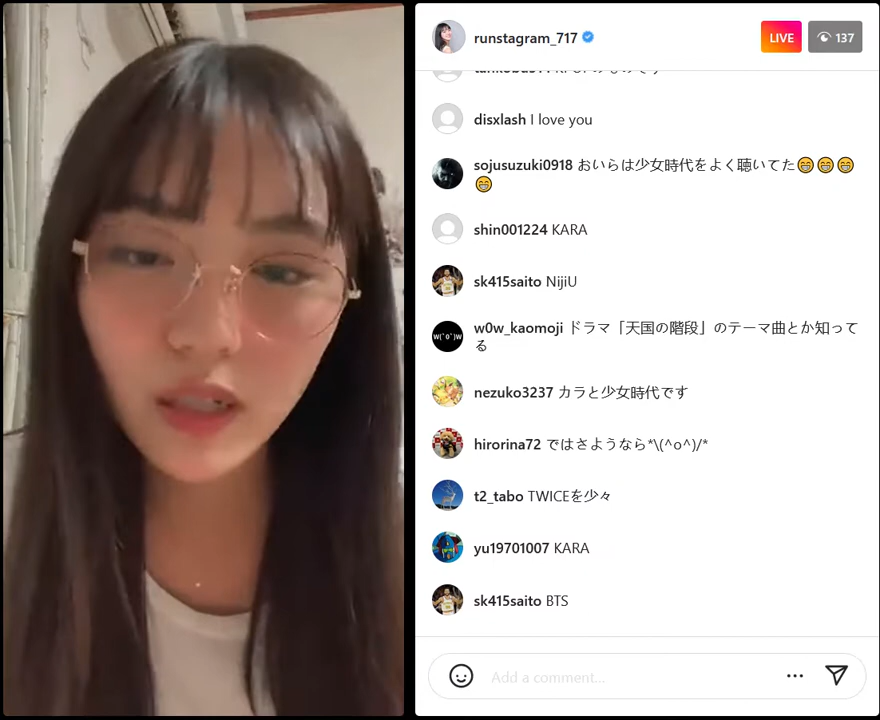 runstagram_717
LIVE
137
disxlash I love you
sojusuzuki0918 おいらは少女時代をよく聴いてた😁😁😁
😁
shin001224 KARA
sk415saito NijiU
w0w_kaomoji ドラマ「天国の階段」のテーマ曲とか知って
る
nezuko3237 カラと少女時代です
hirorina72 ではさようなら*\(^o^)/*
t2_tabo TWICEを少々
yu19701007 KARA
sk415saito BTS
Add a comment...